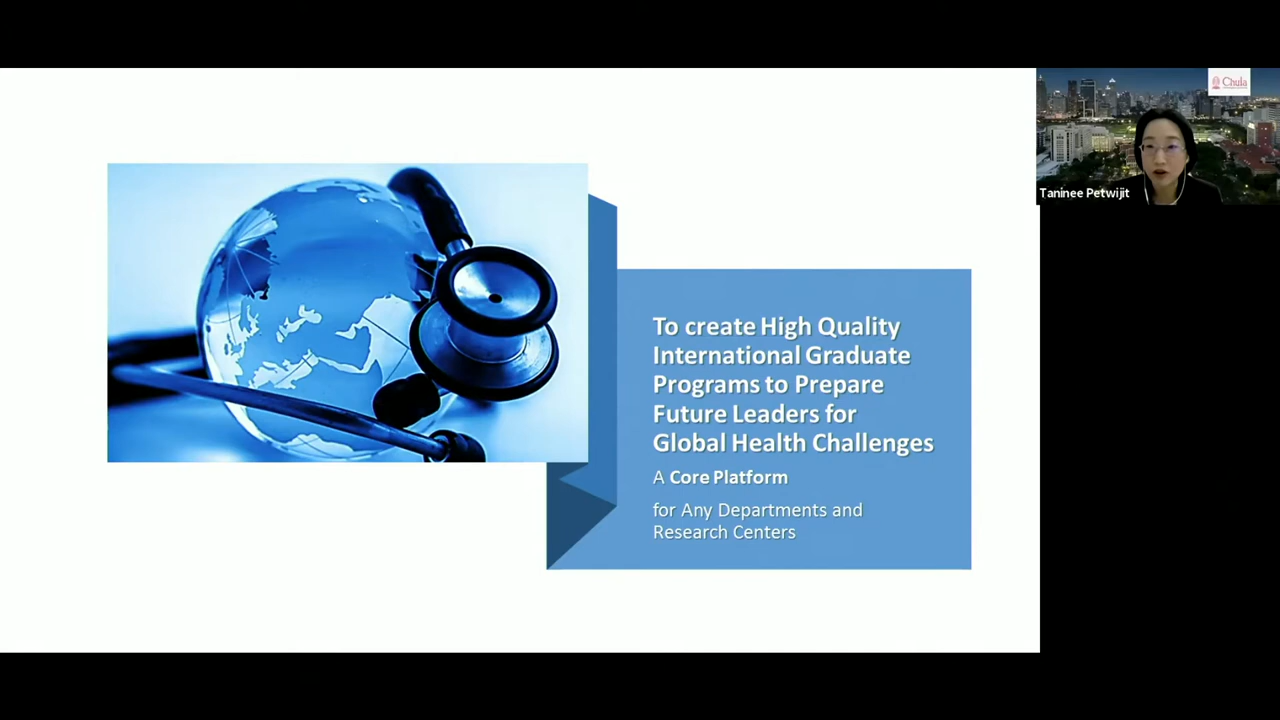 To create High Quality
International Graduate
Programs to Prepare
Future Leaders for
Global Health Challenges
A Core Platform
for Any Departments and
Research Centers
Chula
Taninee Petwijit